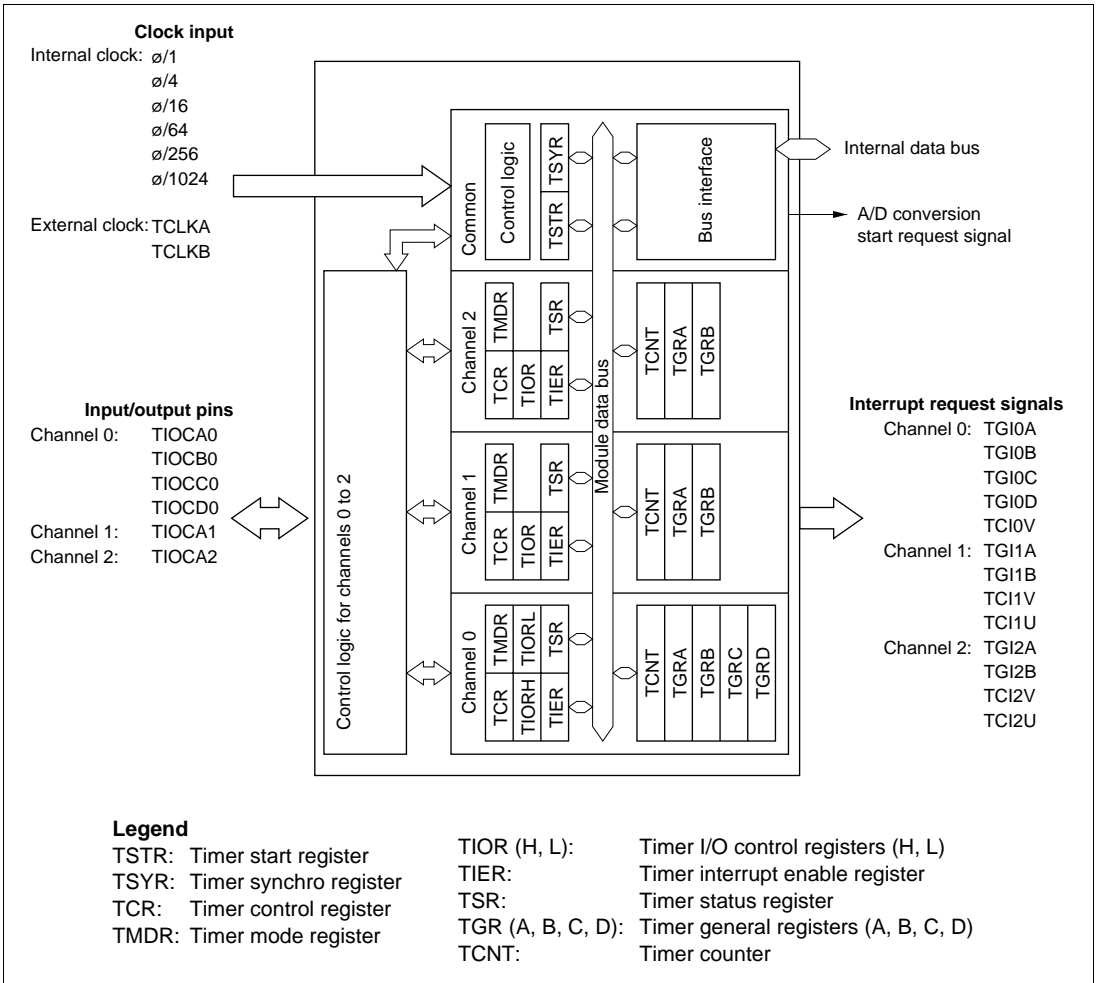 Clock input
Internal clock: ø/1
ø/4
ø/16
ø/64
ø/256
ø/1024
External clock: TCLKA
TCLKB
Input/output pins
Channel 0: TIOCA0
TIOCB0
TIOCC0
TIOCD0
Channel 1: TIOCA1
Channel 2: TIOCA2
Control logic for channels 0 to 2
Common
Control logic
TSYR
TSTR
Bus interface
Module data bus
Channel 2
TMDR
TSR
TCR
TIOR
TIER
TCNT
TGRA
TGRB
Channel 1
TMDR
TSR
TCR
TIOR
TIER
TCNT
TGRA
TGRB
Channel 0
TMDR
TIORL
TSR
TCR
TIORH
TIER
TCNT
TGRA
TGRB
TGRC
TGRD
Internal data bus
A/D conversion
start request signal
Interrupt request signals
Channel 0: TGI0A
TGI0B
TGI0C
TGI0D
TCI0V
Channel 1: TGI1A
TGI1B
TCI1V
TCI1U
Channel 2: TGI2A
TGI2B
TCI2V
TCI2U
Legend
TSTR: Timer start register
TSYR: Timer synchro register
TCR: Timer control register
TMDR: Timer mode register
TIOR (H, L): Timer I/O control registers (H, L)
TIER: Timer interrupt enable register
TSR: Timer status register
TGR (A, B, C, D): Timer general registers (A, B, C, D)
TCNT: Timer counter